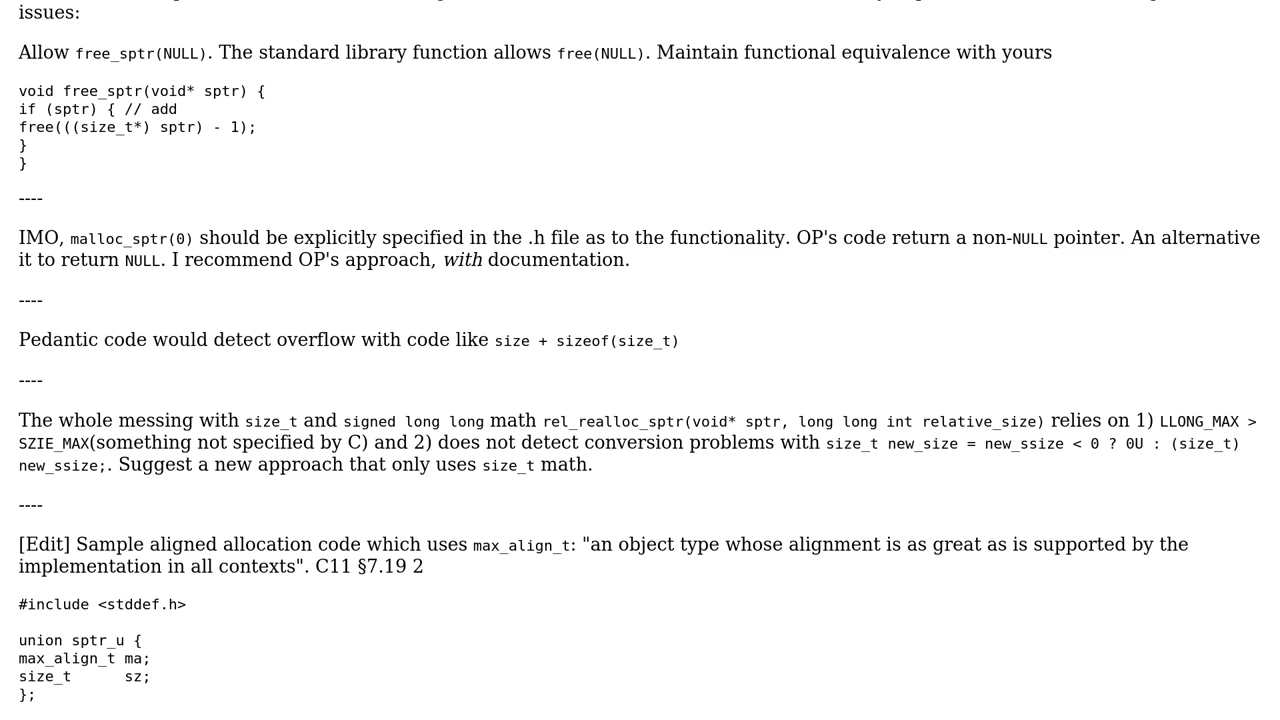 issues:
Allow free_sptr(NULL). The standard library function allows free(NULL). Maintain functional equivalence with yours
void free_sptr(void* sptr) {
if (sptr) { // add
free(((size_t*) sptr) - 1);
}
}
----
IMO, malloc_sptr(0) should be explicitly specified in the .h file as to the functionality. OP's code return a non-NULL pointer. An alternative
it to return NULL. I recommend OP's approach, with documentation.
----
Pedantic code would detect overflow with code like size + sizeof(size_t)
----
The whole messing with size_t and signed long long math rel_realloc_sptr(void* sptr, long long int relative_size) relies on 1) LLONG_MAX >
SZIE_MAX(something not specified by C) and 2) does not detect conversion problems with size_t new_size = new_ssize < 0 ? 0U : (size_t)
new_ssize;. Suggest a new approach that only uses size_t math.
----
[Edit] Sample aligned allocation code which uses max_align_t: "an object type whose alignment is as great as is supported by the
implementation in all contexts". C11 §7.19 2
#include <stddef.h>
union sptr_u {
max_align_t ma;
size_t      sz;
};